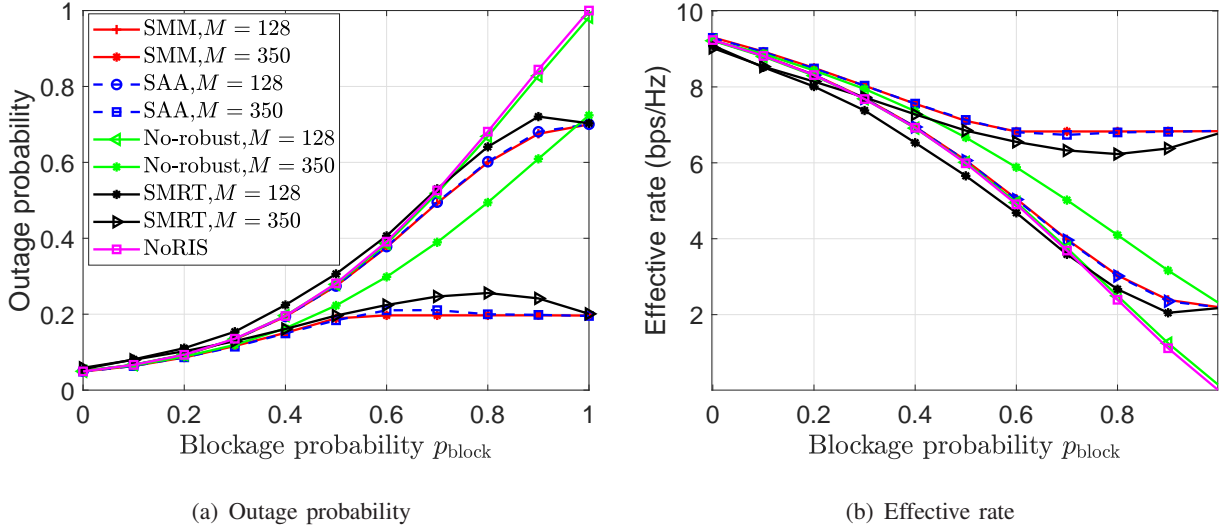 Outage probability
1
0.8
0.6
0.4
0.2
0
SMM,M = 128
SMM,M = 350
SAA,M = 128
SAA,M = 350
No-robust,M = 128
No-robust,M = 350
SMRT,M = 128
SMRT,M = 350
NoRIS
0 0.2 0.4 0.6 0.8 1
Blockage probability p_block
(a) Outage probability
Effective rate (bps/Hz)
10
8
6
4
2
0 0.2 0.4 0.6 0.8
Blockage probability p_block
(b) Effective rate